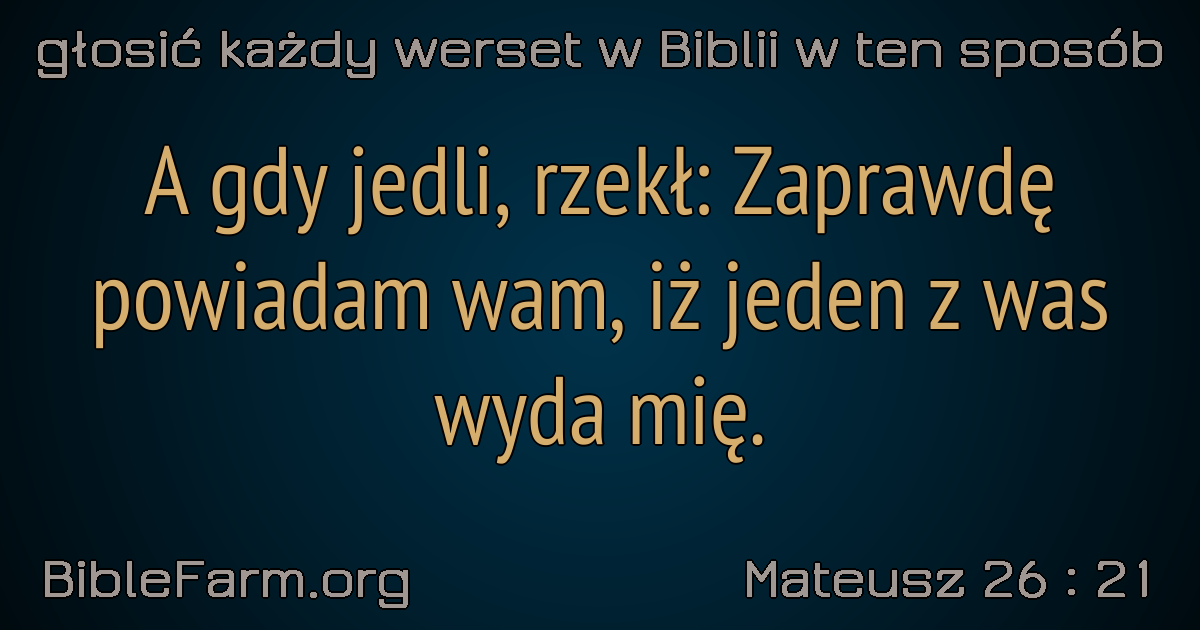 głosić każdy werset w Biblii w ten sposób
A gdy jedli, rzekł: Zaprawdę
powiadam wam, iż jeden z was
wyda mię.
BibleFarm.org
Mateusz 26 : 21